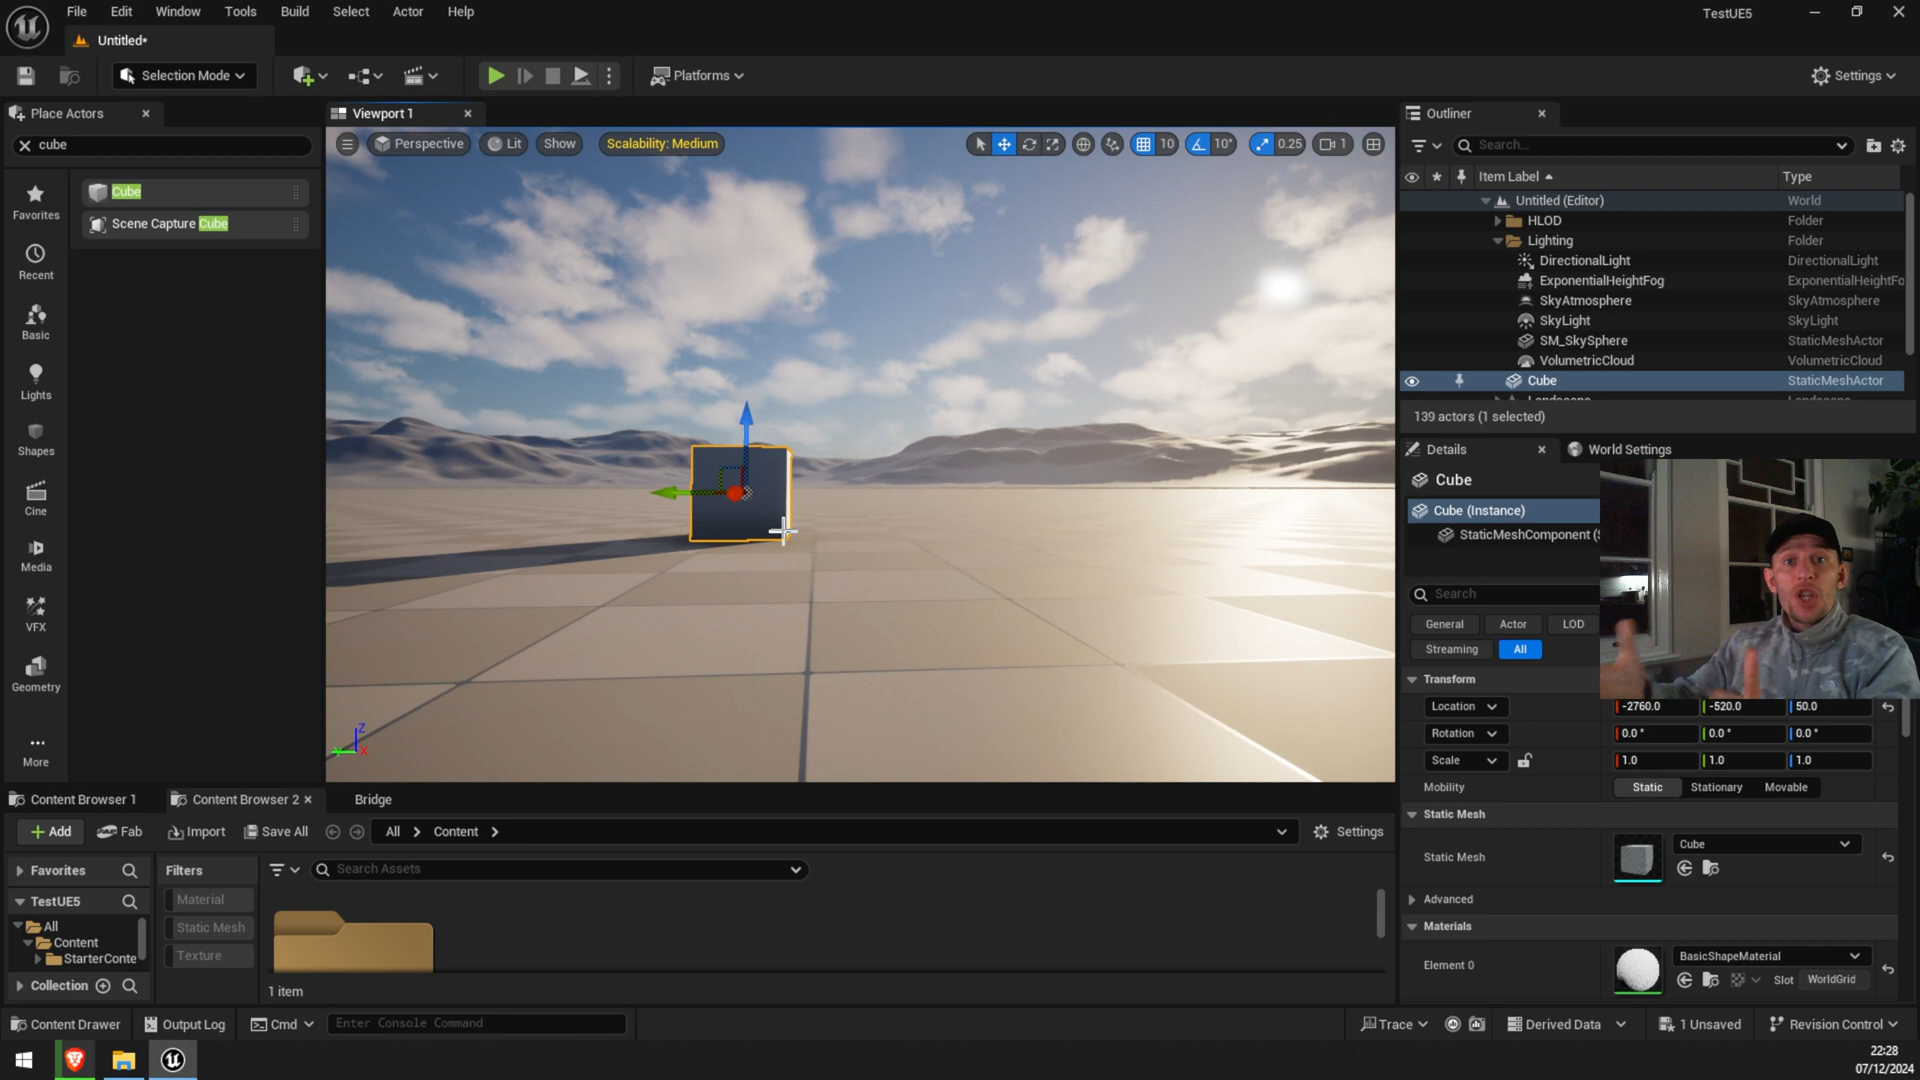 File Edit Window Tools Build Select Actor Help
TestUE5
Untitled*
Selection Mode
Platforms
Settings
Place Actors
Viewport 1
Outliner
cube
Perspective Lit Show Scalability: Medium
10 10° 0.25 1
Search...
Item Label Type
Cube
Scene Capture Cube
Favorites
Recent
Basic
Lights
Shapes
Cine
Media
VFX
Geometry
More
Untitled (Editor) World
HLOD Folder
Lighting Folder
DirectionalLight DirectionalLight
ExponentialHeightFog ExponentialHeightFo
SkyAtmosphere SkyAtmosphere
SkyLight SkyLight
SM_SkySphere StaticMeshActor
VolumetricCloud VolumetricCloud
Cube StaticMeshActor
139 actors (1 selected)
Details World Settings
Cube
Cube (Instance)
StaticMeshComponent (S
Search
General Actor LOD
Streaming All
Transform
Location -2760.0 -520.0 50.0
Rotation 0.0 ° 0.0 ° 0.0 °
Scale 1.0 1.0 1.0
Mobility Static Stationary Movable
Static Mesh
Static Mesh Cube
Advanced
Materials
Element 0 BasicShapeMaterial
Slot WorldGrid
Z
X
Content Browser 1 Content Browser 2 Bridge
Add Fab Import Save All All Content Settings
Favorites Filters Search Assets
Material
TestUE5
Static Mesh
All
Content
Texture
StarterConte
Collection
1 item
Content Drawer Output Log Cmd Enter Console Command
Trace Derived Data 1 Unsaved Revision Control
22:28
07/12/2024